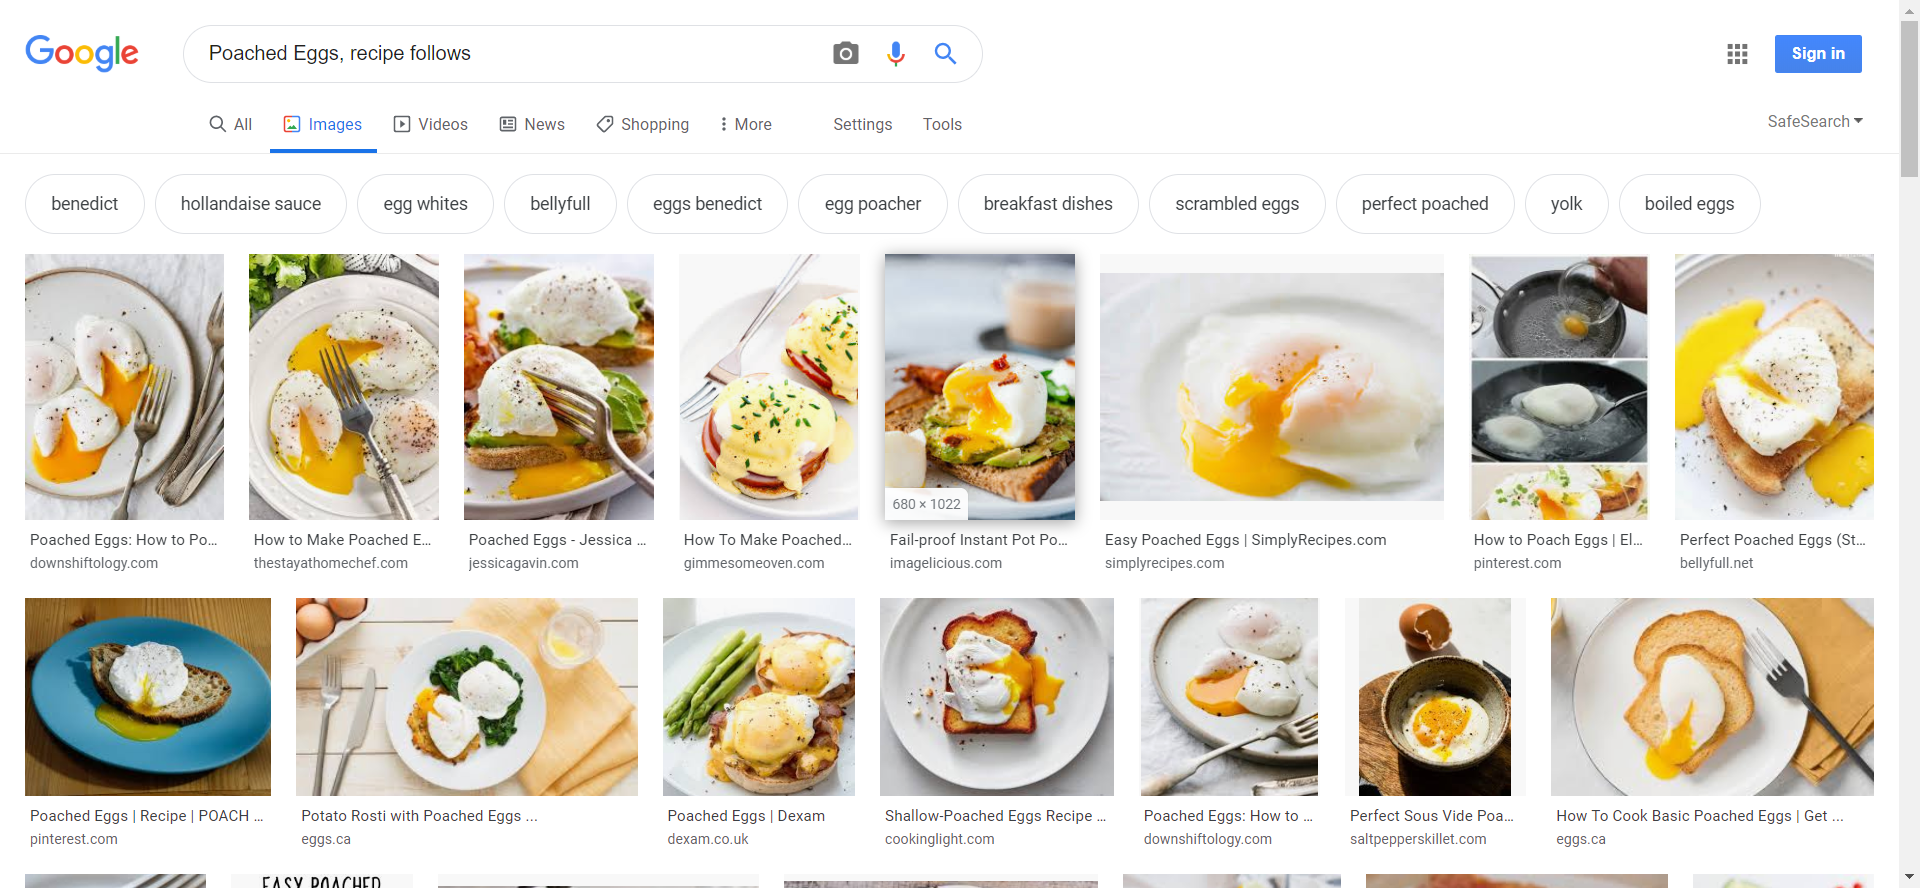 Google
Poached Eggs, recipe follows
Sign in
All
Images
Videos
News
Shopping
More
Settings
Tools
SafeSearch
benedict
hollandaise sauce
egg whites
bellyfull
eggs benedict
egg poacher
breakfast dishes
scrambled eggs
perfect poached
yolk
boiled eggs
680 × 1022
Poached Eggs: How to Po...
downshiftology.com
How to Make Poached E...
thestayathomechef.com
Poached Eggs - Jessica ...
jessicagavin.com
How To Make Poached...
gimmesomeoven.com
Fail-proof Instant Pot Po...
imagelicious.com
Easy Poached Eggs | SimplyRecipes.com
simplyrecipes.com
How to Poach Eggs | El...
pinterest.com
Perfect Poached Eggs (St...
bellyfull.net
Poached Eggs | Recipe | POACH ...
pinterest.com
Potato Rosti with Poached Eggs ...
eggs.ca
Poached Eggs | Dexam
dexam.co.uk
Shallow-Poached Eggs Recipe ...
cookinglight.com
Poached Eggs: How to ...
downshiftology.com
Perfect Sous Vide Poa...
saltpepperskillet.com
How To Cook Basic Poached Eggs | Get ...
eggs.ca
EASY POACHED